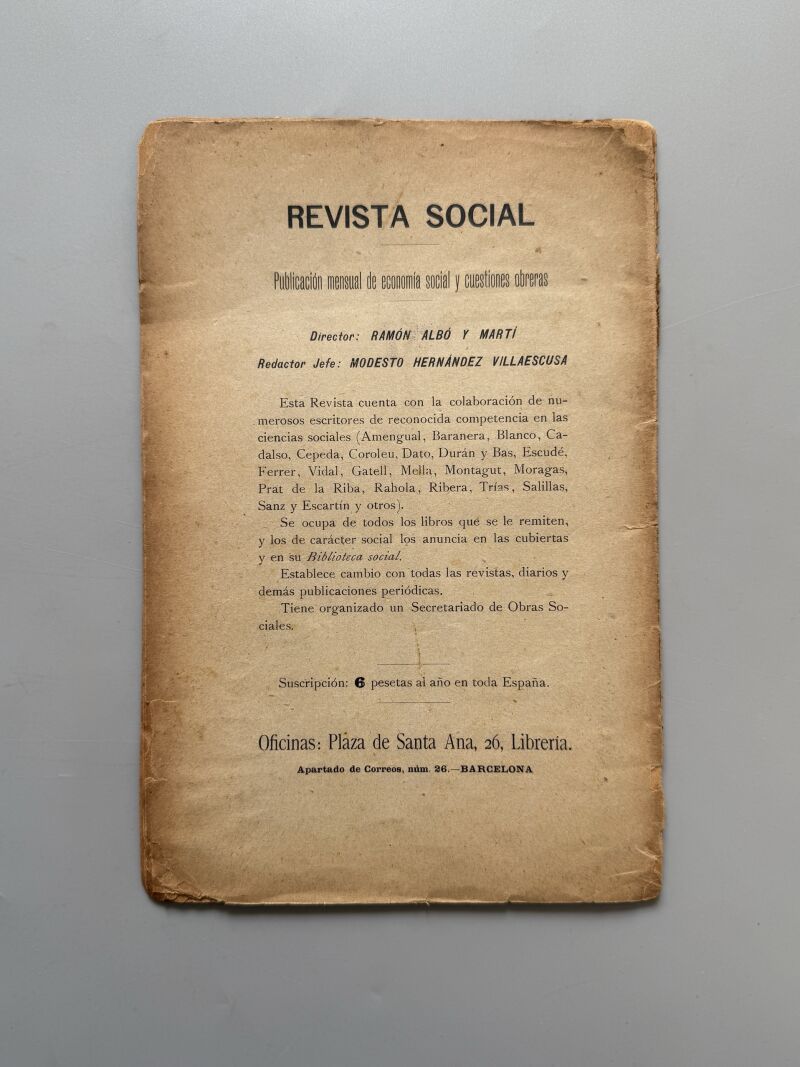 REVISTA SOCIAL
Publicación mensual de economía social y cuestiones obreras
Director: RAMÓN ALBÓ Y MARTÍ
Redactor Jefe: MODESTO HERNÁNDEZ VILLAESCUSA
Esta Revista cuenta con la colaboración de nu-
merosos escritores de reconocida competencia en las
ciencias sociales (Amengual, Baranera, Blanco, Ca-
dalso, Cepeda, Coroleu, Dato, Durán y Bas, Escudé,
Ferrer, Vidal, Gatell, Mella, Montagut, Moragas,
Prat de la Riba, Rahola, Ribera, Trías, Salillas,
Sanz y Escartín y otros).
Se ocupa de todos los libros que se le remiten,
y los de carácter social los anuncia en las cubiertas
y en su Biblioteca social.
Establece cambio con todas las revistas, diarios y
demás publicaciones periódicas.
Tiene organizado un Secretariado de Obras So-
ciales.
Suscripción: 6 pesetas al año en toda España.
Oficinas: Plaza de Santa Ana, 26, Librería.
Apartado de Correos, núm. 26.—BARCELONA